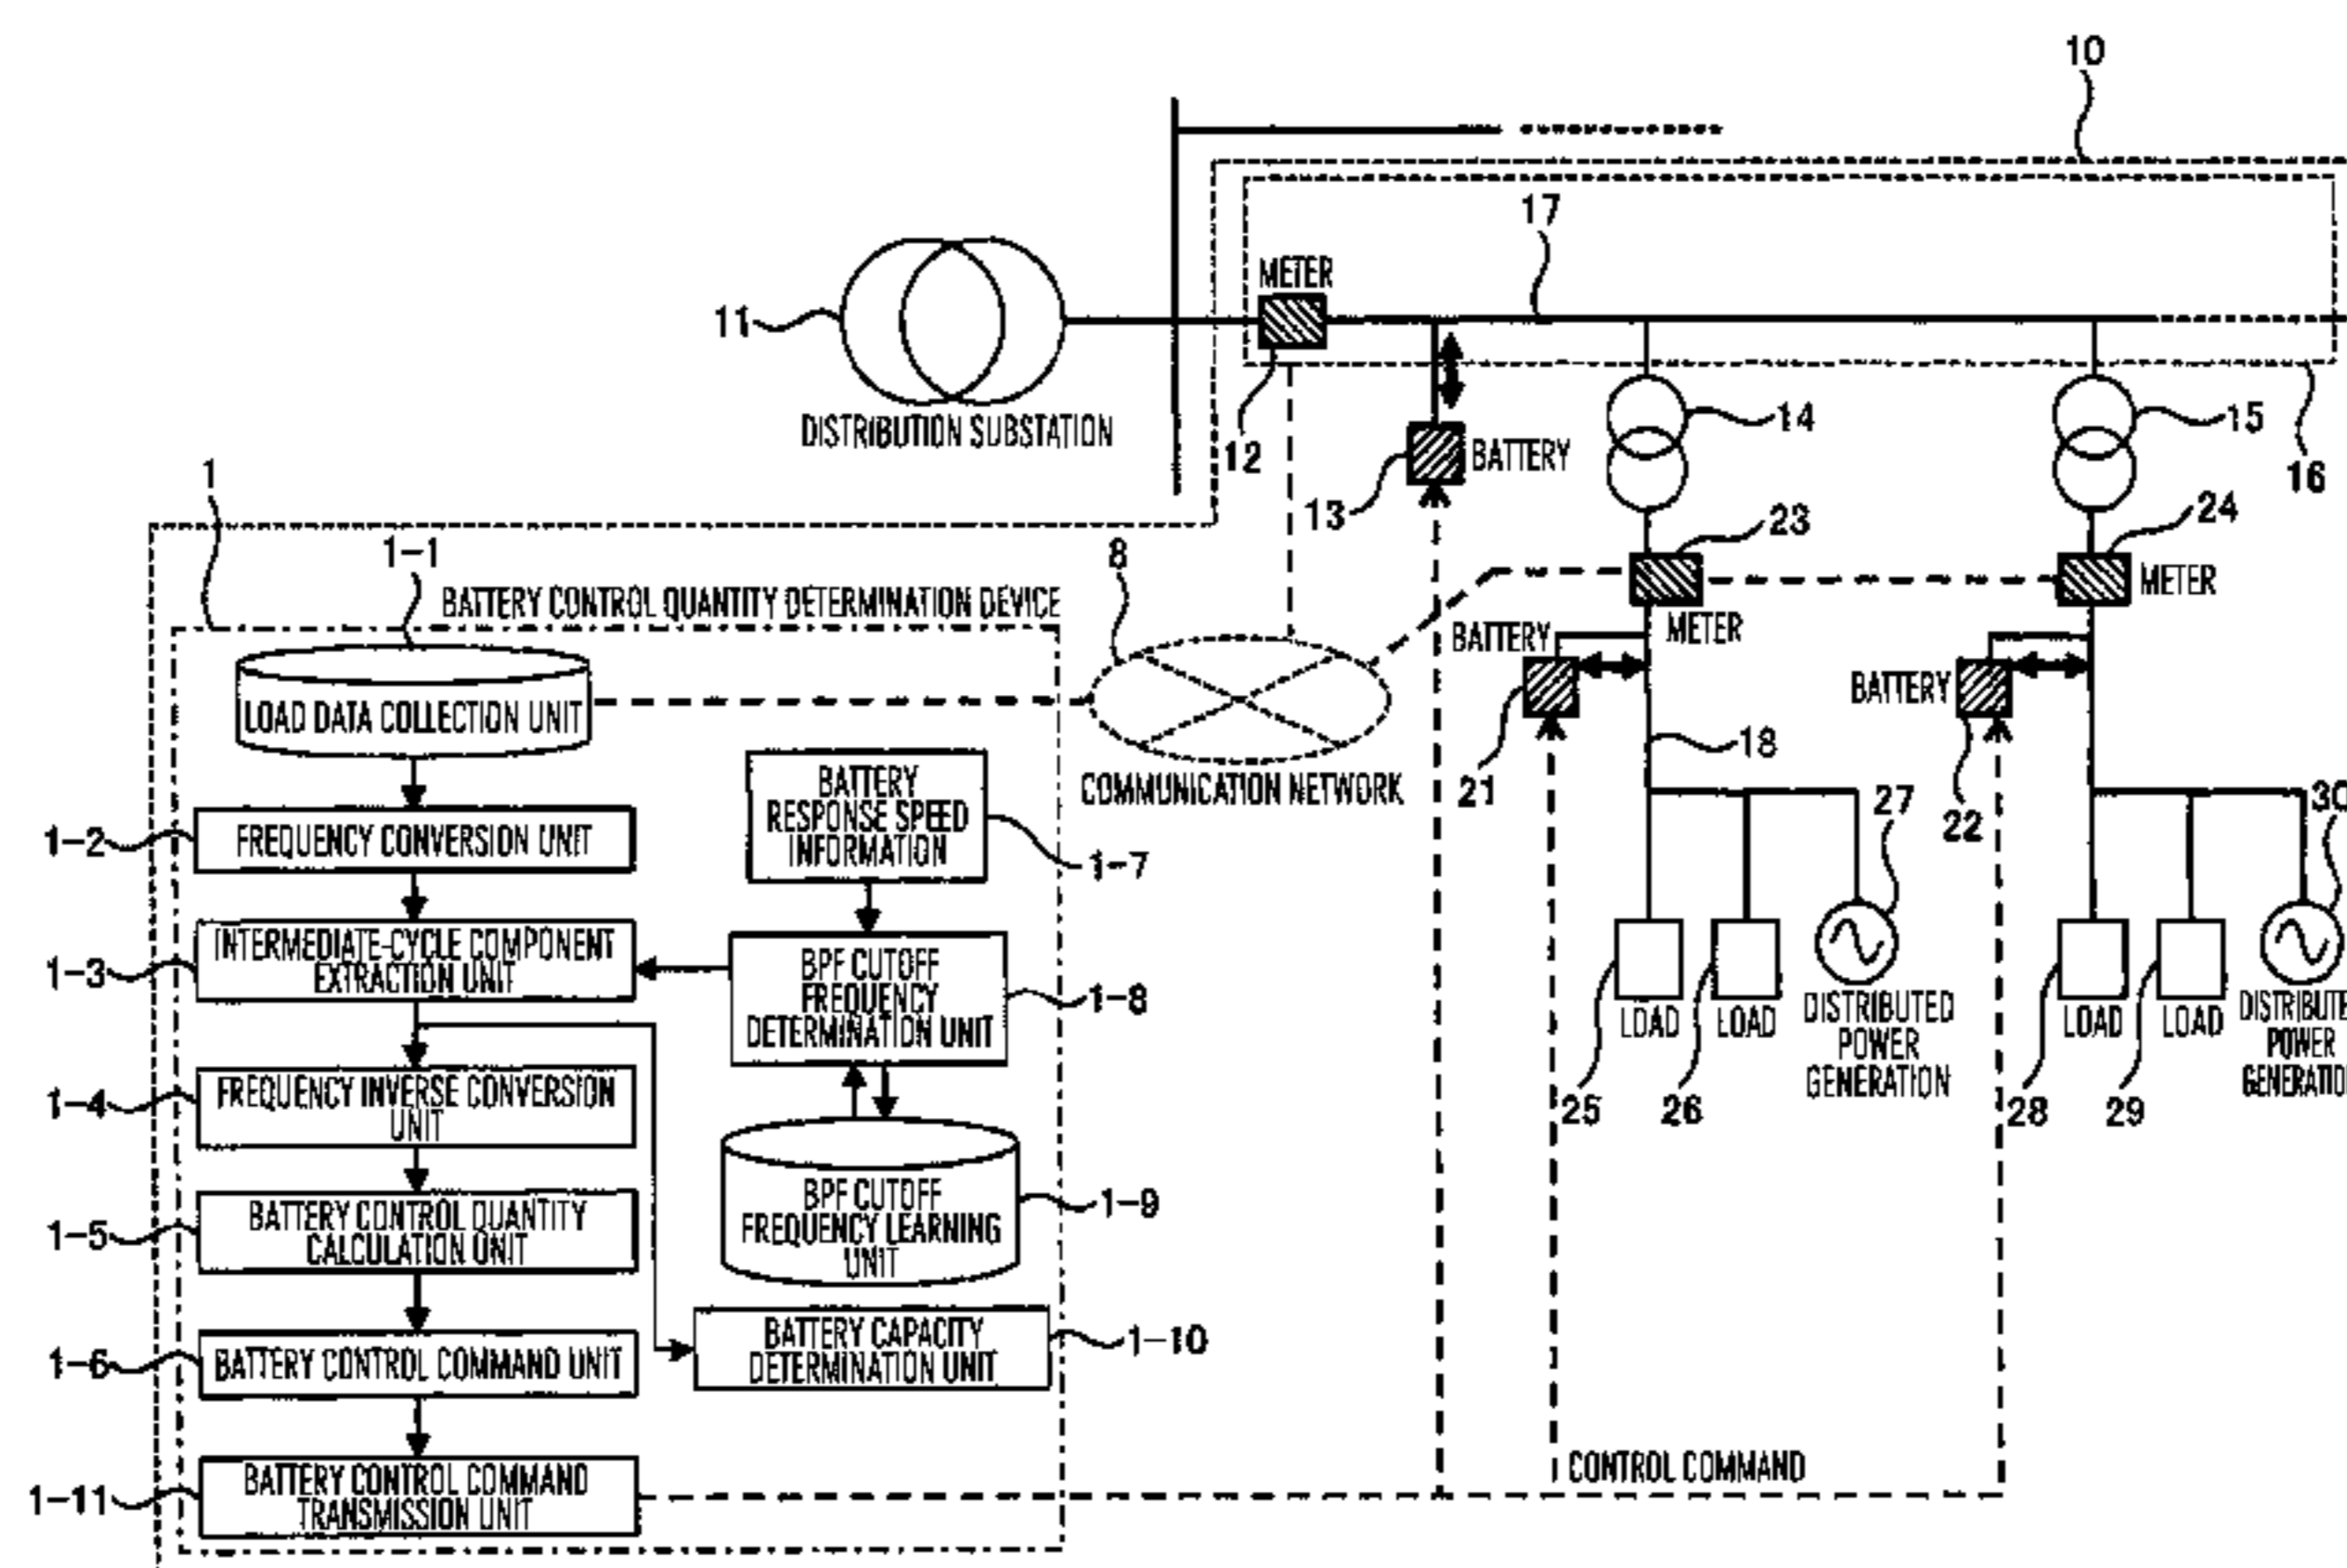 10
17
METER
11
DISTRIBUTION SUBSTATION
12
BATTERY
13
14
15
16
1
1-1
BATTERY CONTROL QUANTITY DETERMINATION DEVICE
8
23
24
METER
METER
BATTERY
BATTERY
LOAD DATA COLLECTION UNIT
COMMUNICATION NETWORK
21
18
22
27
30
1-2
FREQUENCY CONVERSION UNIT
BATTERY
RESPONSE SPEED
INFORMATION
1-7
1-3
INTERMEDIATE-CYCLE COMPONENT
EXTRACTION UNIT
BPF CUTOFF
FREQUENCY
DETERMINATION UNIT
1-8
LOAD
LOAD
DISTRIBUTED
POWER
GENERATION
LOAD
LOAD
DISTRIBUTE
POWER
GENERATIO
25
26
28
29
1-4
FREQUENCY INVERSE CONVERSION
UNIT
1-5
BATTERY CONTROL QUANTITY
CALCULATION UNIT
BPF CUTOFF
FREQUENCY LEARNING
UNIT
1-9
1-6
BATTERY CONTROL COMMAND UNIT
BATTERY CAPACITY
DETERMINATION UNIT
1-10
1-11
BATTERY CONTROL COMMAND
TRANSMISSION UNIT
CONTROL COMMAND